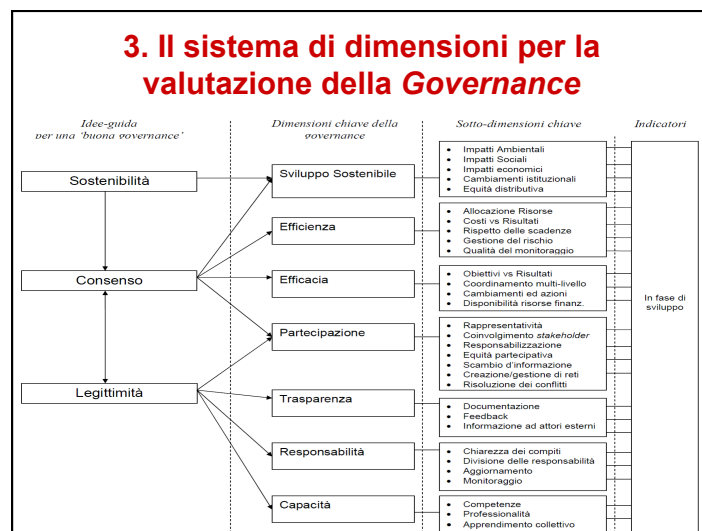 3. Il sistema di dimensioni per la
valutazione della Governance
Idee-guida
per una 'buona governance'
Dimensioni chiave della
governance
Sotto-dimensioni chiave
Indicatori
Sostenibilità
Consenso
Legittimità
Sviluppo Sostenibile
Efficienza
Efficacia
Partecipazione
Trasparenza
Responsabilità
Capacità
• Impatti Ambientali
• Impatti Sociali
• Impatti economici
• Cambiamenti istituzionali
• Equità distributiva
• Allocazione Risorse
• Costi vs Risultati
• Rispetto delle scadenze
• Gestione del rischio
• Qualità del monitoraggio
• Obiettivi vs Risultati
• Coordinamento multi-livello
• Cambiamenti ed azioni
• Disponibilità risorse finanz.
• Rappresentatività
• Coinvolgimento stakeholder
• Responsabilizzazione
• Equità partecipativa
• Scambio d'informazione
• Creazione/gestione di reti
• Risoluzione dei conflitti
• Documentazione
• Feedback
• Informazione ad attori esterni
• Chiarezza dei compiti
• Divisione delle responsabilità
• Aggiornamento
• Monitoraggio
• Competenze
• Professionalità
• Apprendimento collettivo
In fase di
sviluppo